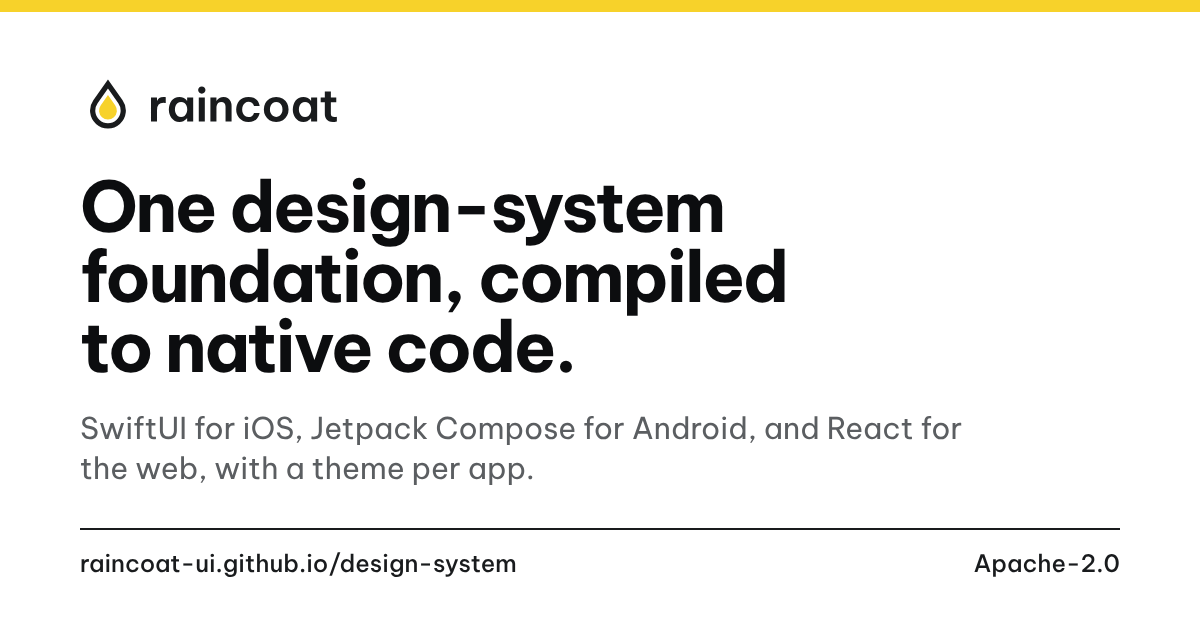 raincoat
One design-system
foundation, compiled
to native code.
SwiftUI for iOS, Jetpack Compose for Android, and React for
the web, with a theme per app.
raincoat-ui.github.io/design-system
Apache-2.0